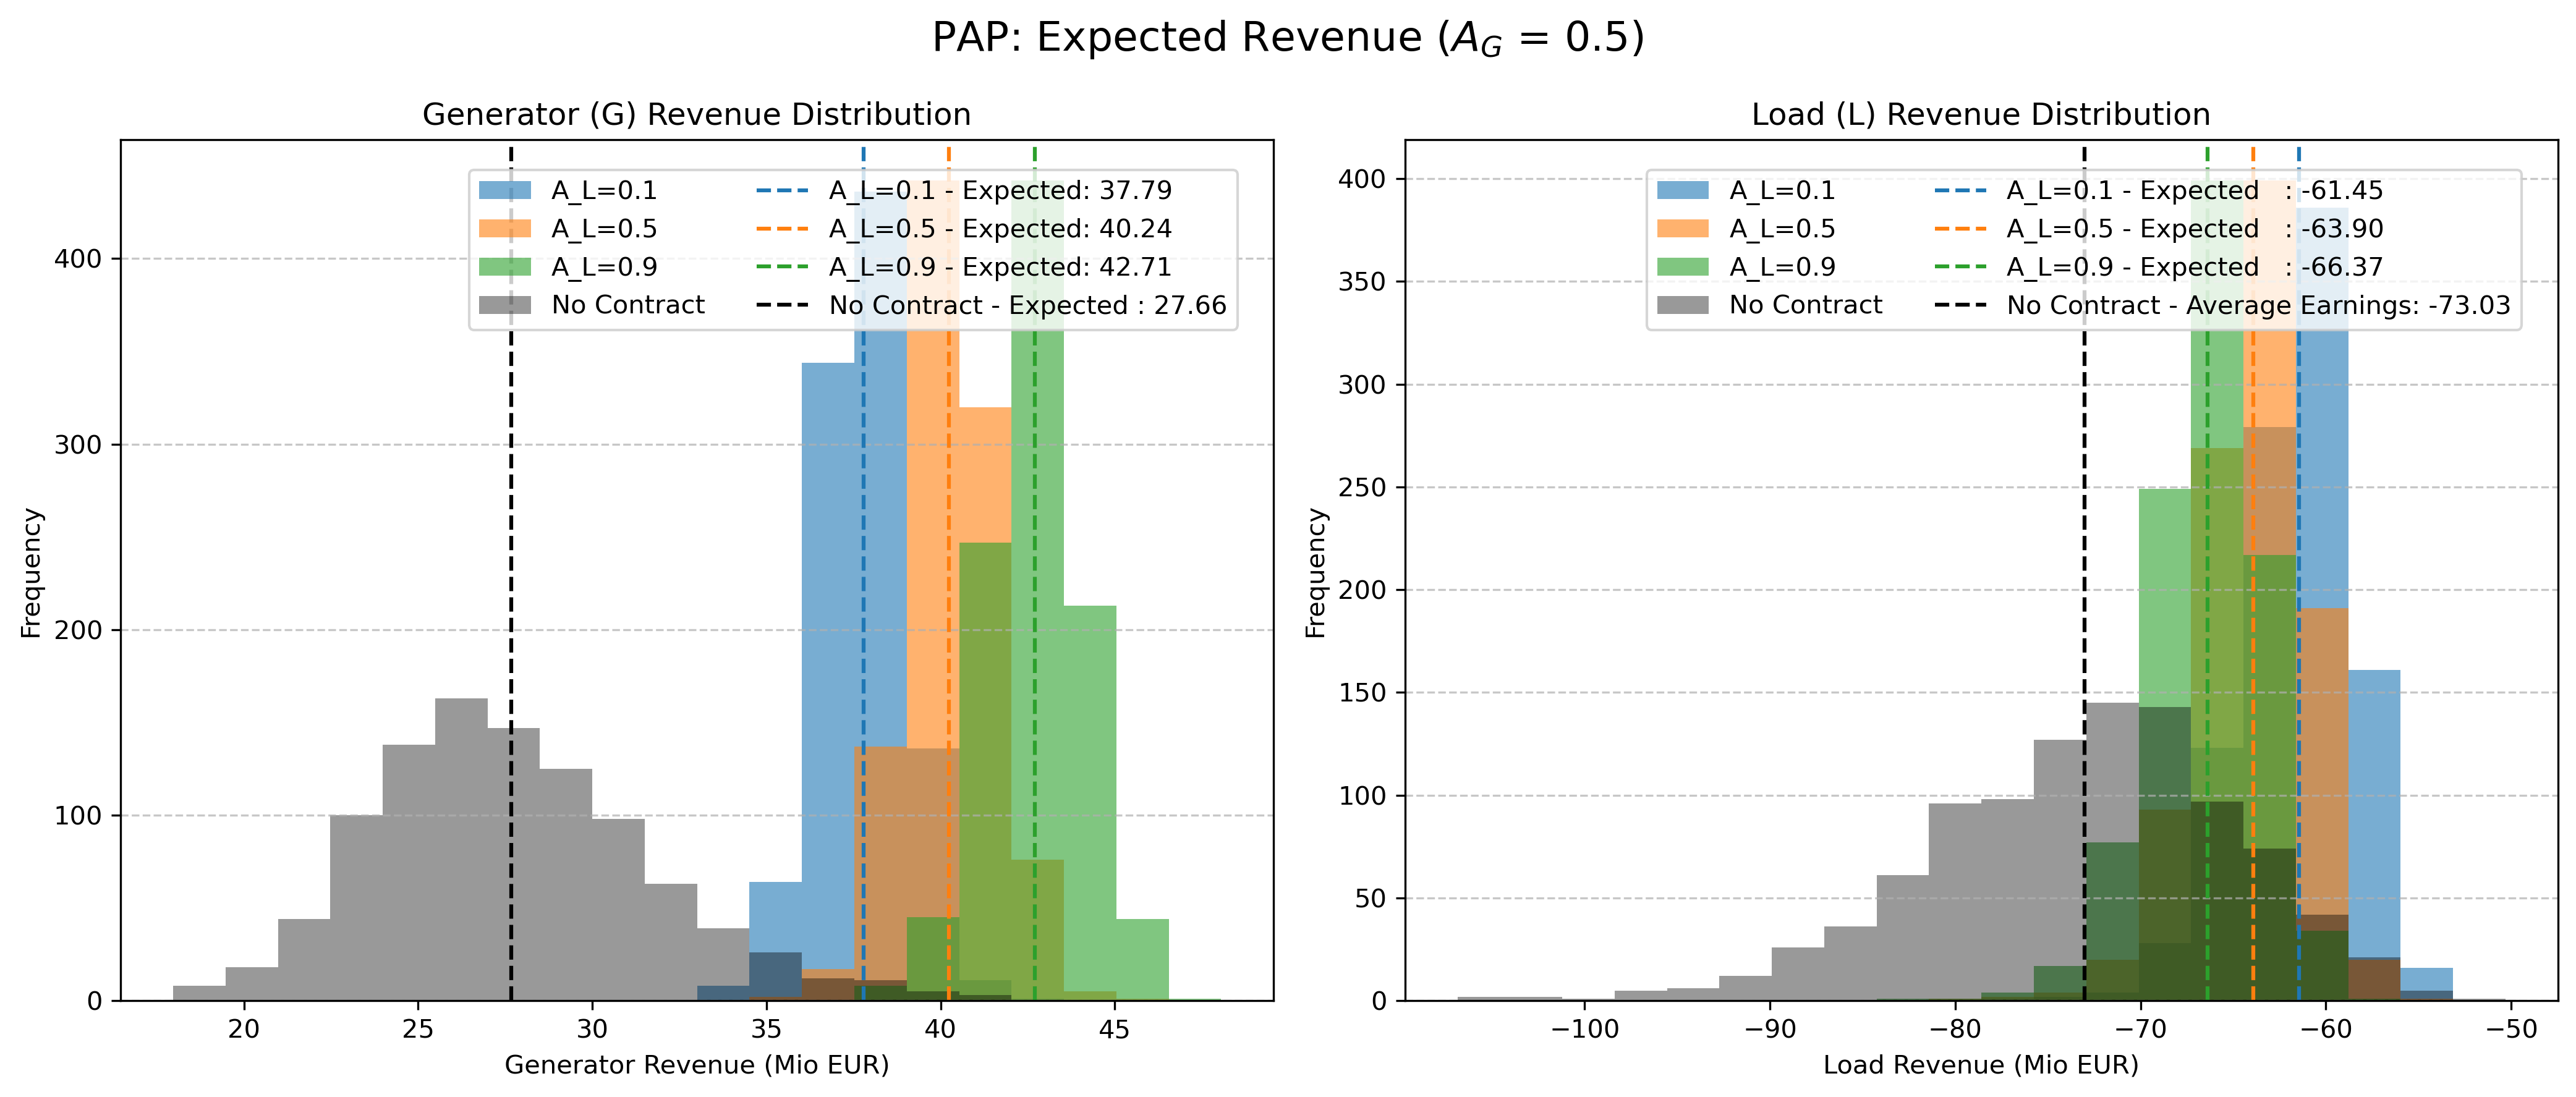 PAP: Expected Revenue (A_G = 0.5)
Generator (G) Revenue Distribution
A_L=0.1
A_L=0.5
A_L=0.9
No Contract
A_L=0.1 - Expected: 37.79
A_L=0.5 - Expected: 40.24
A_L=0.9 - Expected: 42.71
No Contract - Expected : 27.66
400
300
200
100
0
Frequency
20 25 30 35 40 45
Generator Revenue (Mio EUR)
Load (L) Revenue Distribution
A_L=0.1
A_L=0.5
A_L=0.9
No Contract
A_L=0.1 - Expected   : -61.45
A_L=0.5 - Expected   : -63.90
A_L=0.9 - Expected   : -66.37
No Contract - Average Earnings: -73.03
400
350
300
250
200
150
100
50
0
Frequency
−100 −90 −80 −70 −60 −50
Load Revenue (Mio EUR)